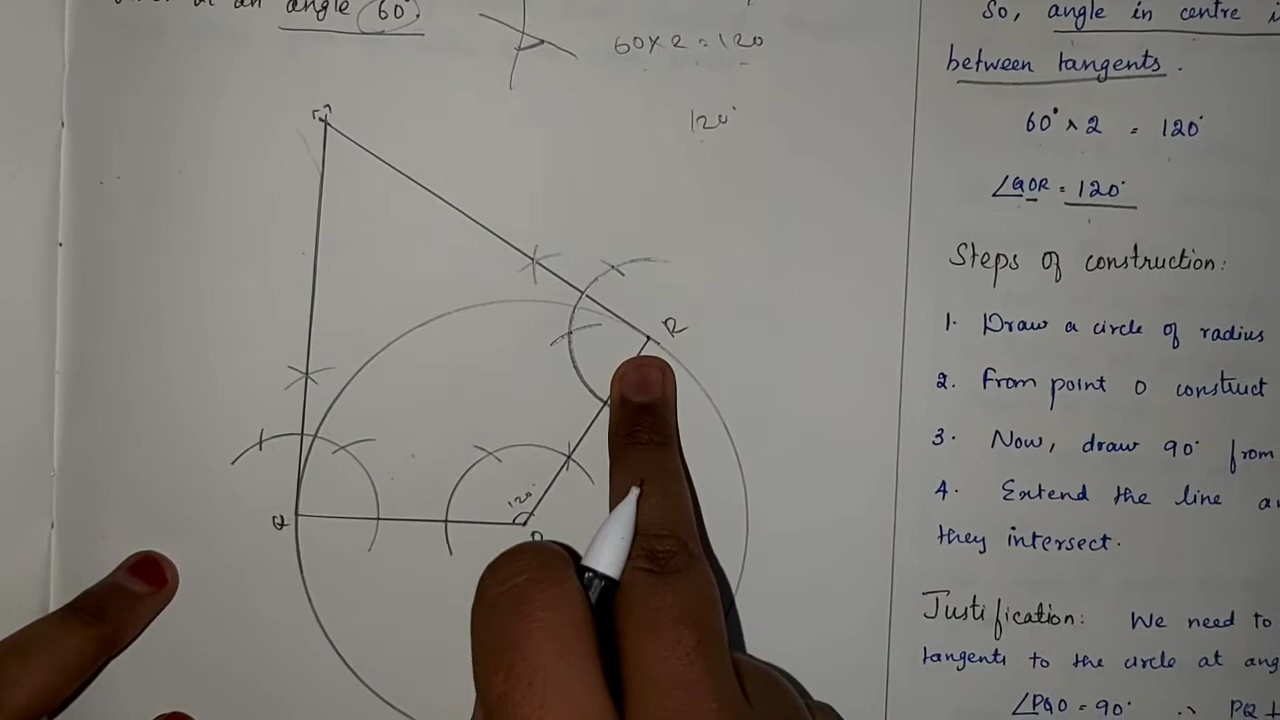 an angle 60°.
60 × 2 = 120
120°
R
Q
120°
So, angle in centre
between tangents.
60° × 2 = 120°
∠QOR = 120°
Steps of construction:
1. Draw a circle of radius
2. From point O construct
3. Now, draw 90° from
4. Extend the line
they intersect.
Justification: We need to
tangents to the circle at
∠PQO = 90° ∴ PQ